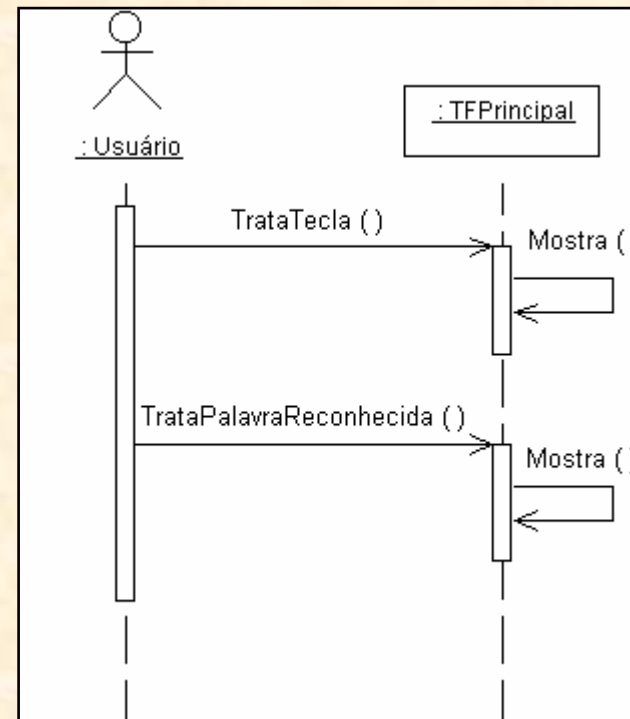 : Usuário
: TFPrincipal
TrataTecla ( )
Mostra (
TrataPalavraReconhecida ( )
Mostra ( )